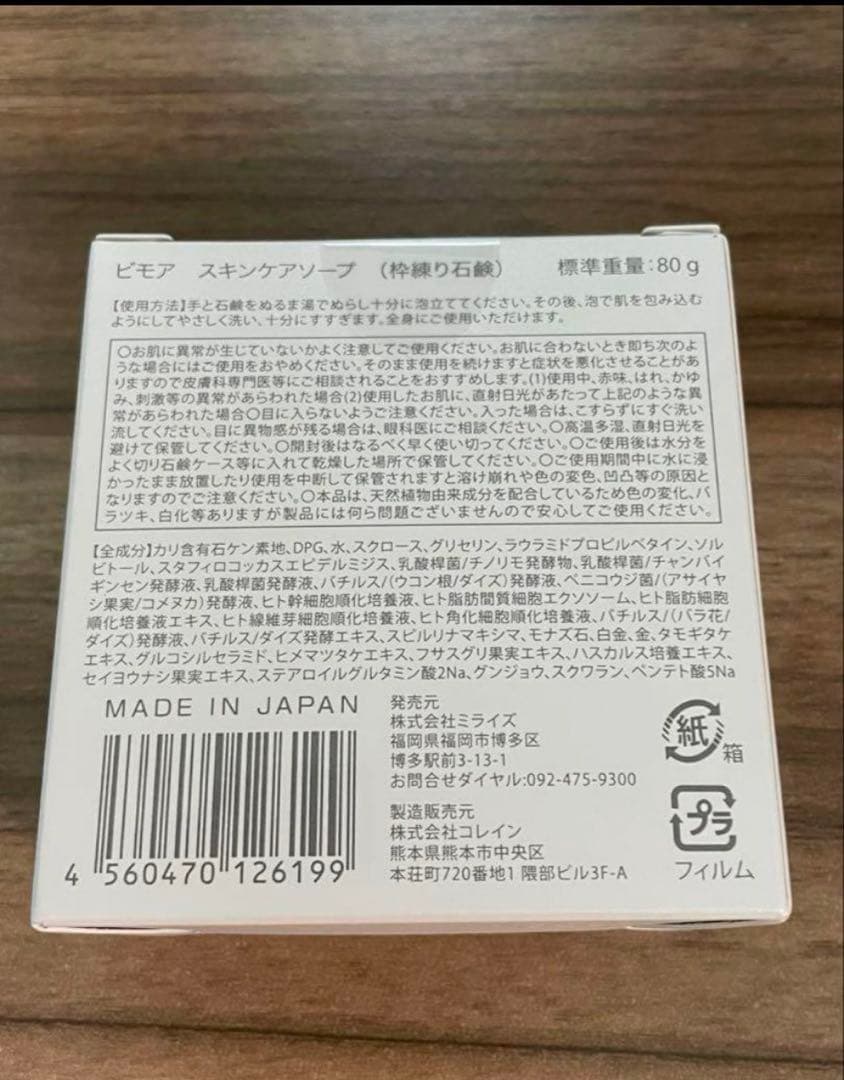 ビモア　スキンケアソープ　（枠練り石鹸）　標準重量：80ｇ
【使用方法】手と石鹸をぬるま湯でぬらし十分に泡立ててください。その後、泡で肌を包み込む
ようにしてやさしく洗い、十分にすすぎます。全身にご使用いただけます。
〇お肌に異常が生じていないかよく注意してご使用ください。お肌に合わないとき即ち次のよ
うな場合にはご使用をおやめください。そのまま使用を続けますと症状を悪化させることがあ
りますので皮膚科専門医等にご相談されることをおすすめします。(1)使用中、赤味、はれ、かゆ
み、刺激等の異常があらわれた場合(2)使用したお肌に、直射日光があたって上記のような異
常があらわれた場合〇目に入らないようご注意ください。入った場合は、こすらずにすぐ洗い
流してください。目に異物感が残る場合は、眼科医にご相談ください。〇高温多湿、直射日光を
避けて保管してください。〇開封後はなるべく早く使い切ってください。〇ご使用後は水分を
よく切り石鹸ケース等に入れて乾燥した場所で保管してください。〇ご使用期間中に水に浸
かったまま放置したり使用を中断して保管されますと溶け崩れや色の変色、凹凸等の原因と
なりますのでご注意ください。〇本品は、天然植物由来成分を配合しているため色の変化、バ
ラツキ、白化等ありますが製品には何ら問題ございませんので安心してご使用ください。
【全成分】カリ含有石ケン素地、DPG、水、スクロース、グリセリン、ラウラミドプロピルベタイン、ソル
ビトール、スタフィロコッカスエピデルミジス、乳酸桿菌/チノリモ発酵物、乳酸桿菌/チャンバイ
ギンセン発酵液、乳酸桿菌発酵液、バチルス/(ウコン根/ダイズ)発酵液、ベニコウジ菌/(アサイヤ
シ果実/コメヌカ)発酵液、ヒト幹細胞順化培養液、ヒト脂肪間質細胞エクソソーム、ヒト脂肪細胞
順化培養液エキス、ヒト線維芽細胞順化培養液、ヒト角化細胞順化培養液、バチルス/(バラ花/
ダイズ)発酵液、バチルス/ダイズ発酵エキス、スピルリナマキシマ、モナズ石、白金、金、タモギタケ
エキス、グルコシルセラミド、ヒメマツタケエキス、フサスグリ果実エキス、ハスカルス培養エキス、
セイヨウナシ果実エキス、ステアロイルグルタミン酸2Na、グンジョウ、スクワラン、ペンテト酸5Na
MADE IN JAPAN
4 560470 126199
発売元
株式会社ミライズ
福岡県福岡市博多区
博多駅前3-13-1
お問合せダイヤル:092-475-9300
製造販売元
株式会社コレイン
熊本県熊本市中央区
本荘町720番地1 隈部ビル3F-A
紙
箱
プラ
フィルム